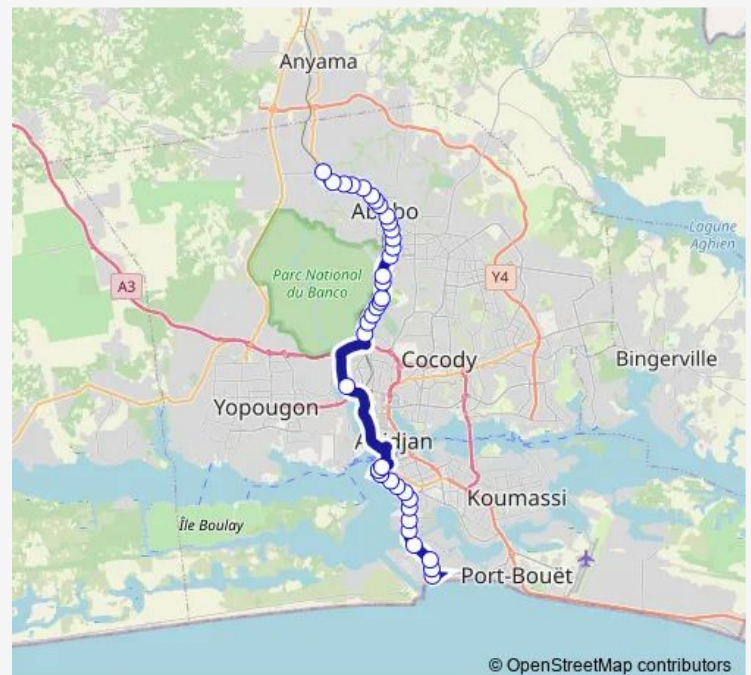 Anyama
Abobo
Lagune
Aghien
Parc National
du Banco
Y4
A3
Cocody
Bingerville
Yopougon
Abidjan
Koumassi
Île Boulay
Port-Bouët
© OpenStreetMap contributors